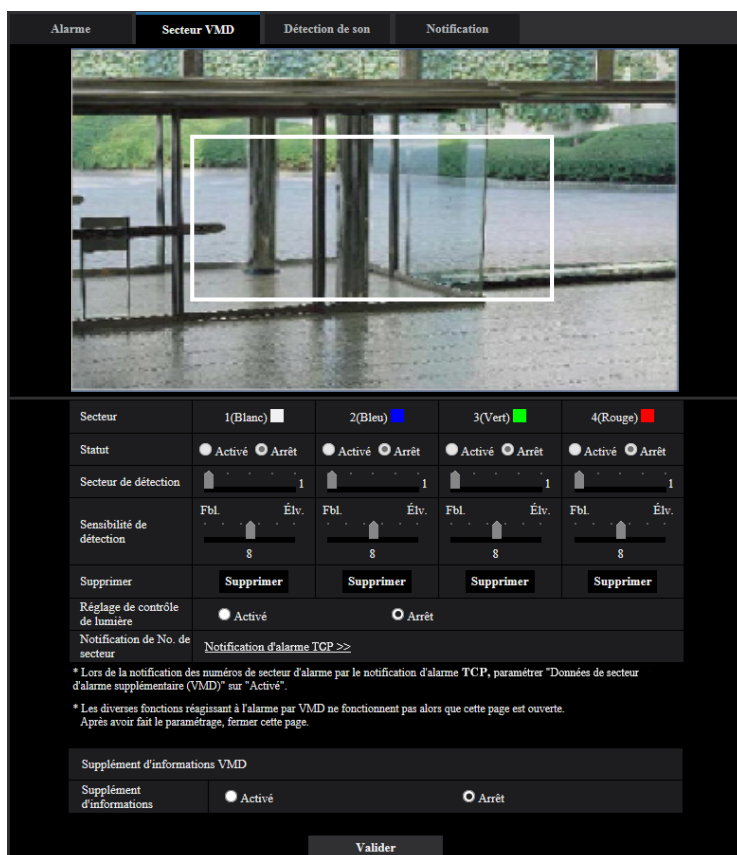 Alarme Secteur VMD Détection de son Notification
Secteur 1(Blanc) 2(Bleu) 3(Vert) 4(Rouge)
Statut Activé Arrêt Activé Arrêt Activé Arrêt Activé Arrêt
Secteur de détection 1 1 1 1
Sensibilité de détection Fbl. Élv. Fbl. Élv. Fbl. Élv. Fbl. Élv.
8 8 8 8
Supprimer Supprimer Supprimer Supprimer Supprimer
Réglage de contrôle
de lumière Activé Arrêt
Notification de No. de
secteur Notification d'alarme TCP >>
* Lors de la notification des numéros de secteur d'alarme par le notification d'alarme TCP, paramétrer "Données de secteur
d'alarme supplémentaire (VMD)" sur "Activé".
* Les diverses fonctions réagissant à l'alarme par VMD ne fonctionnent pas alors que cette page est ouverte.
Après avoir fait le paramétrage, fermer cette page.
Supplément d'informations VMD
Supplément
d'informations Activé Arrêt
Valider